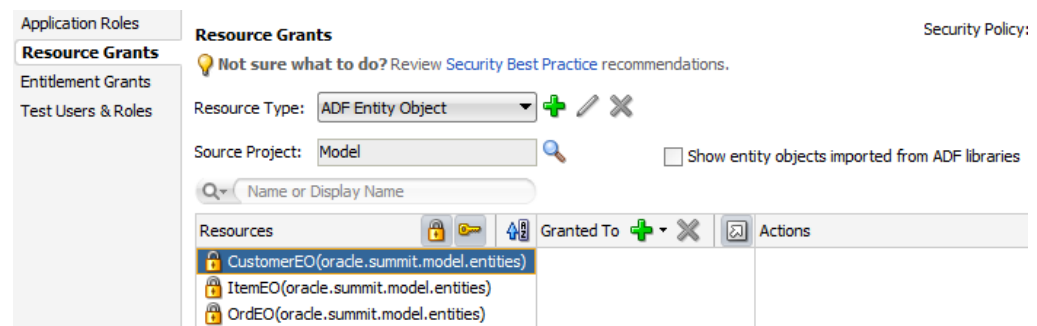 Application Roles
Resource Grants
Entitlement Grants
Test Users & Roles
Resource Grants
Security Policy:
Not sure what to do? Review Security Best Practice recommendations.
Resource Type: ADF Entity Object
Source Project: Model
Show entity objects imported from ADF libraries
Name or Display Name
Resources Granted To Actions
CustomerEO(oracle.summit.model.entities)
ItemEO(oracle.summit.model.entities)
OrdEO(oracle.summit.model.entities)